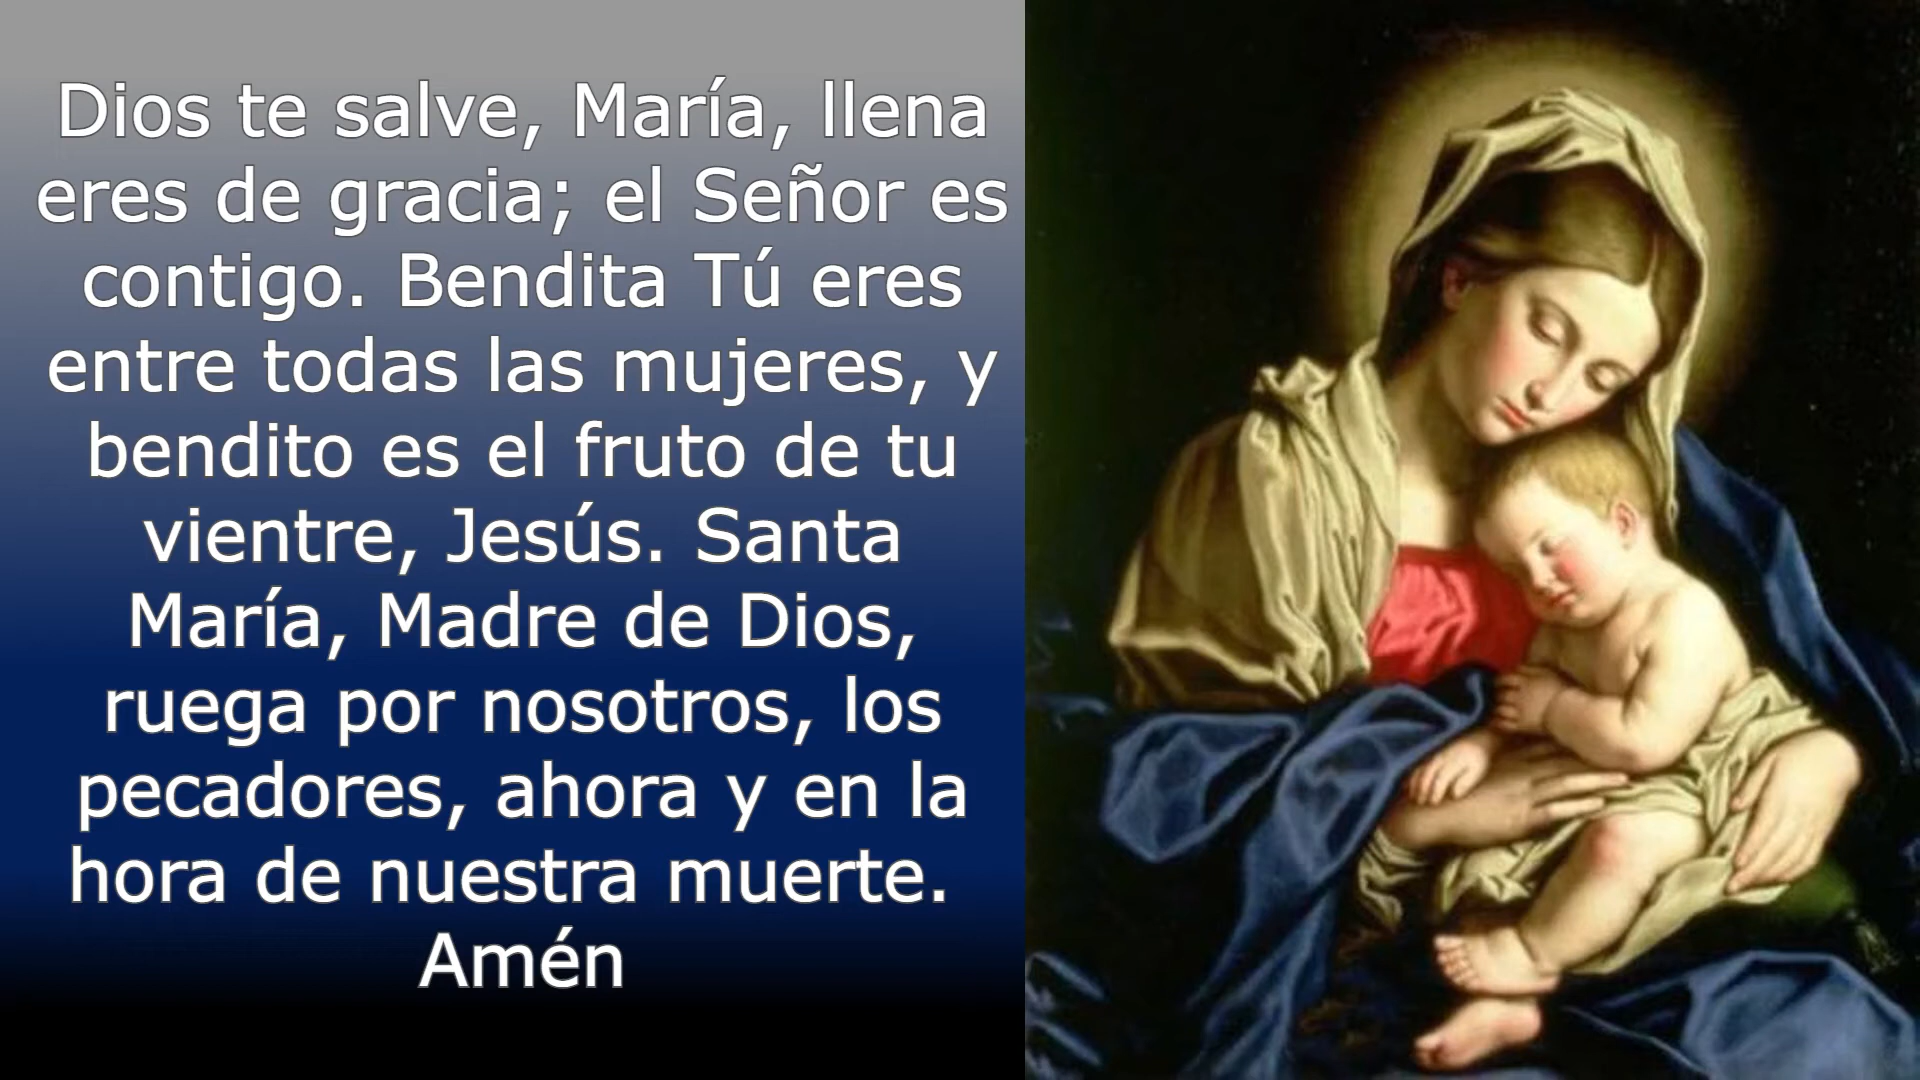 Dios te salve, María, llena
eres de gracia; el Señor es
contigo. Bendita Tú eres
entre todas las mujeres, y
bendito es el fruto de tu
vientre, Jesús. Santa
María, Madre de Dios,
ruega por nosotros, los
pecadores, ahora y en la
hora de nuestra muerte.
Amén